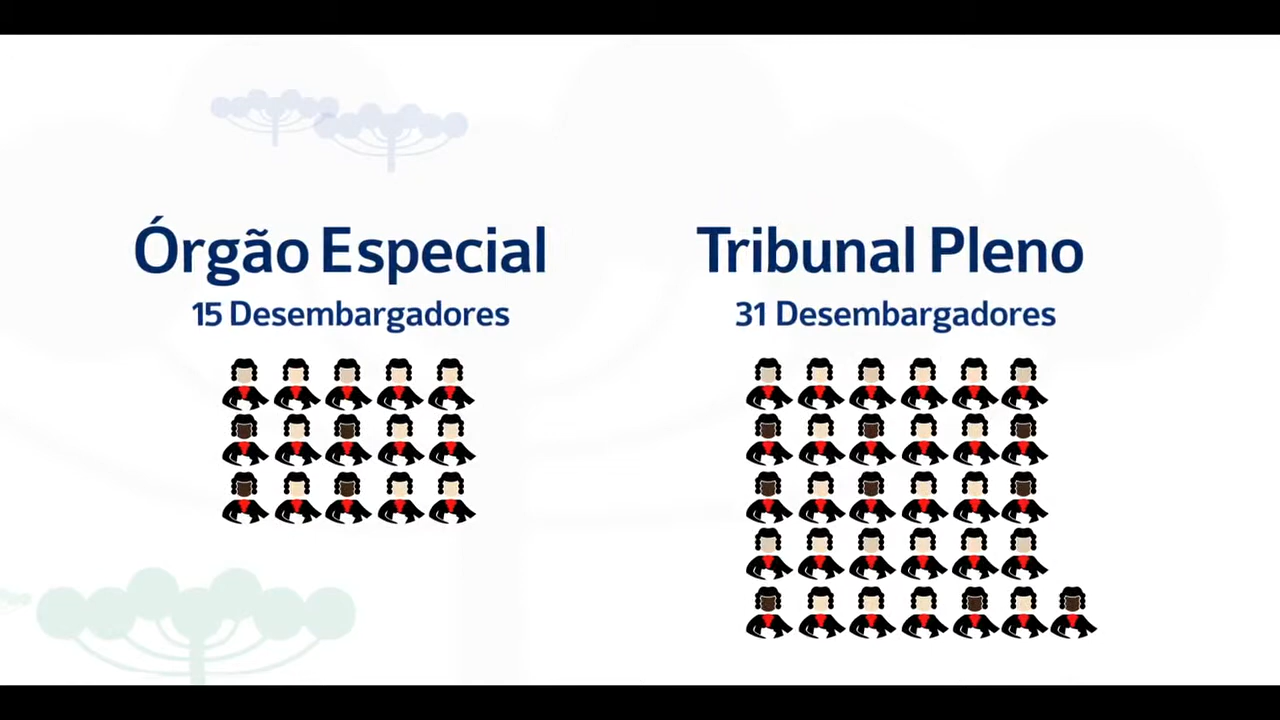 Órgão Especial
15 Desembargadores
Tribunal Pleno
31 Desembargadores